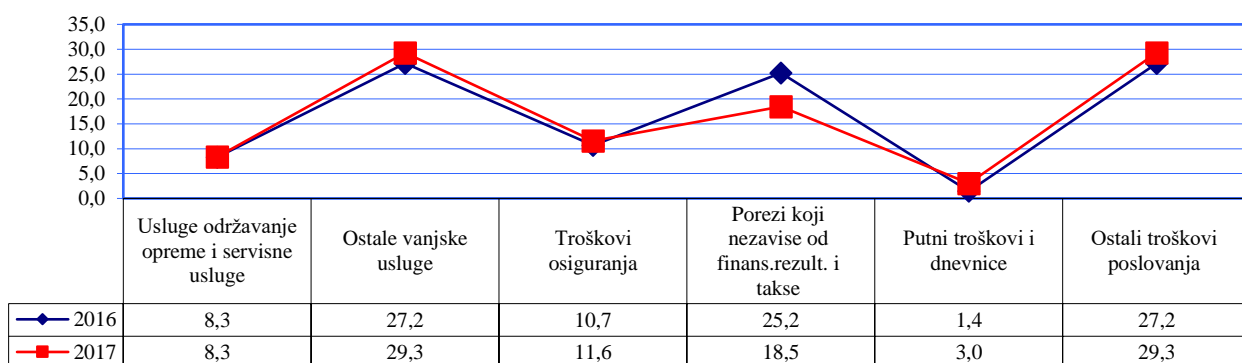 35,0
30,0
25,0
20,0
15,0
10,0
5,0
0,0
Usluge održavanje
opreme i servisne
usluge
Ostale vanjske
usluge
Troškovi
osiguranja
Porezi koji
nezavise od
finans.rezult. i
takse
Putni troškovi i
dnevnice
Ostali troškovi
poslovanja
2016 8,3 27,2 10,7 25,2 1,4 27,2
2017 8,3 29,3 11,6 18,5 3,0 29,3